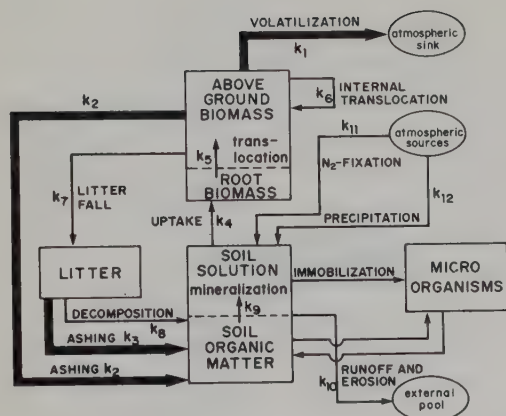 VOLATILIZATION
k1
atmospheric
sink
k2
ABOVE
GROUND
BIOMASS
k6
INTERNAL
TRANSLOCATION
k11
atmospheric
sources
k5
trans-
location
N2-FIXATION
ROOT BIOMASS
k7
LITTER
FALL
k12
UPTAKE
k4
PRECIPITATION
LITTER
SOIL
SOLUTION
mineralization
IMMOBILIZATION
MICRO
ORGANISMS
k9
DECOMPOSITION
k8
SOIL
ORGANIC
MATTER
ASHING k3
ASHING k2
k10
RUNOFF AND
EROSION
external
pool